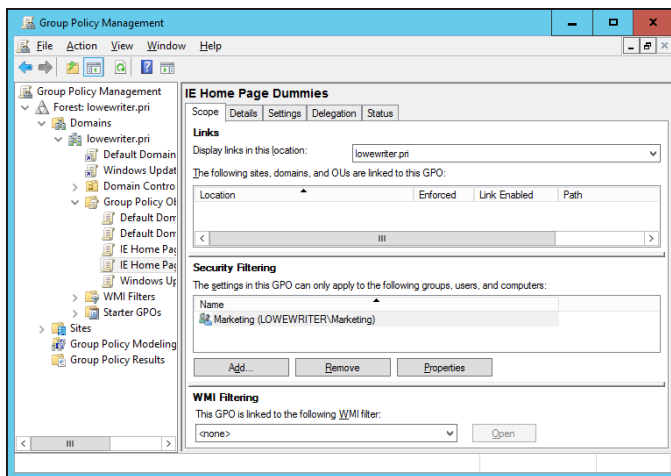 Group Policy Management
File Action View Window Help
Group Policy Management
Forest: lowewriter.pri
Domains
lowewriter.pri
Default Domain
Windows Updat
Domain Contro
Group Policy Ob
Default Dom
Default Dom
IE Home Pag
IE Home Pag
Windows Up
WMI Filters
Starter GPOs
Sites
Group Policy Modeling
Group Policy Results
IE Home Page Dummies
Scope Details Settings Delegation Status
Links
Display links in this location: lowewriter.pri
The following sites, domains, and OUs are linked to this GPO:
Location Enforced Link Enabled Path
Security Filtering
The settings in this GPO can only apply to the following groups, users, and computers:
Name
Marketing (LOWEWRITER\Marketing)
Add... Remove Properties
WMI Filtering
This GPO is linked to the following WMI filter:
<none> Open